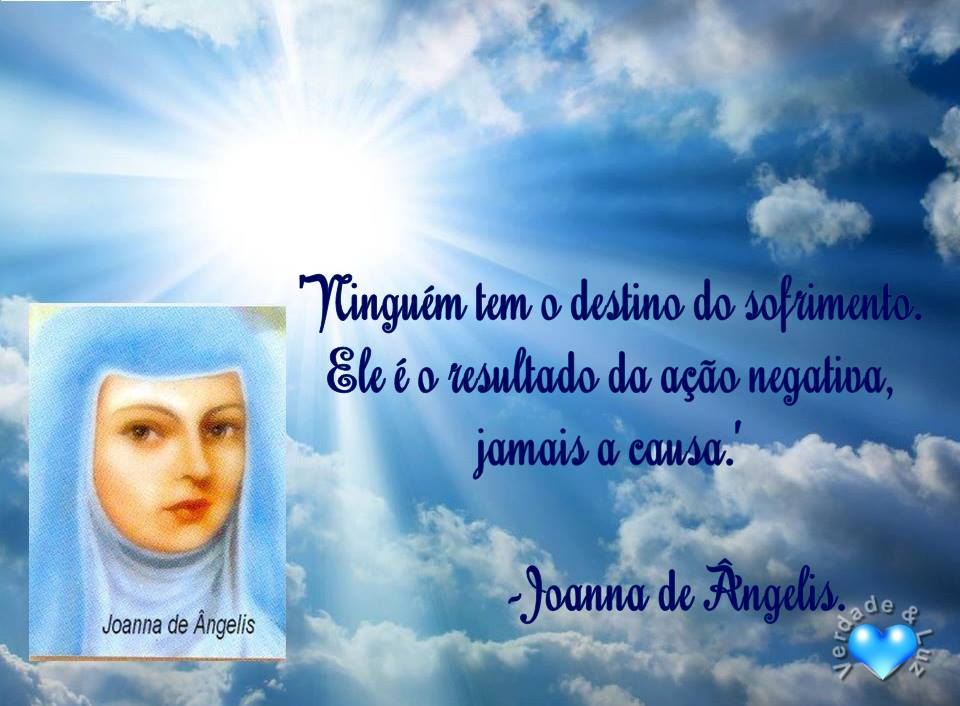 "Ninguém tem o destino do sofrimento.
Ele é o resultado da ação negativa,
jamais a causa."
-Joanna de Ângelis.
Joanna de Ângelis
Verdade & Luz